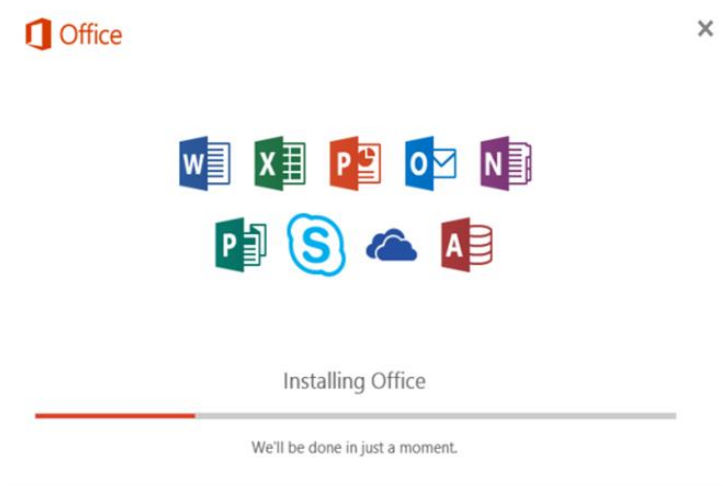 Office
W X P O N
P S A
Installing Office
We'll be done in just a moment.